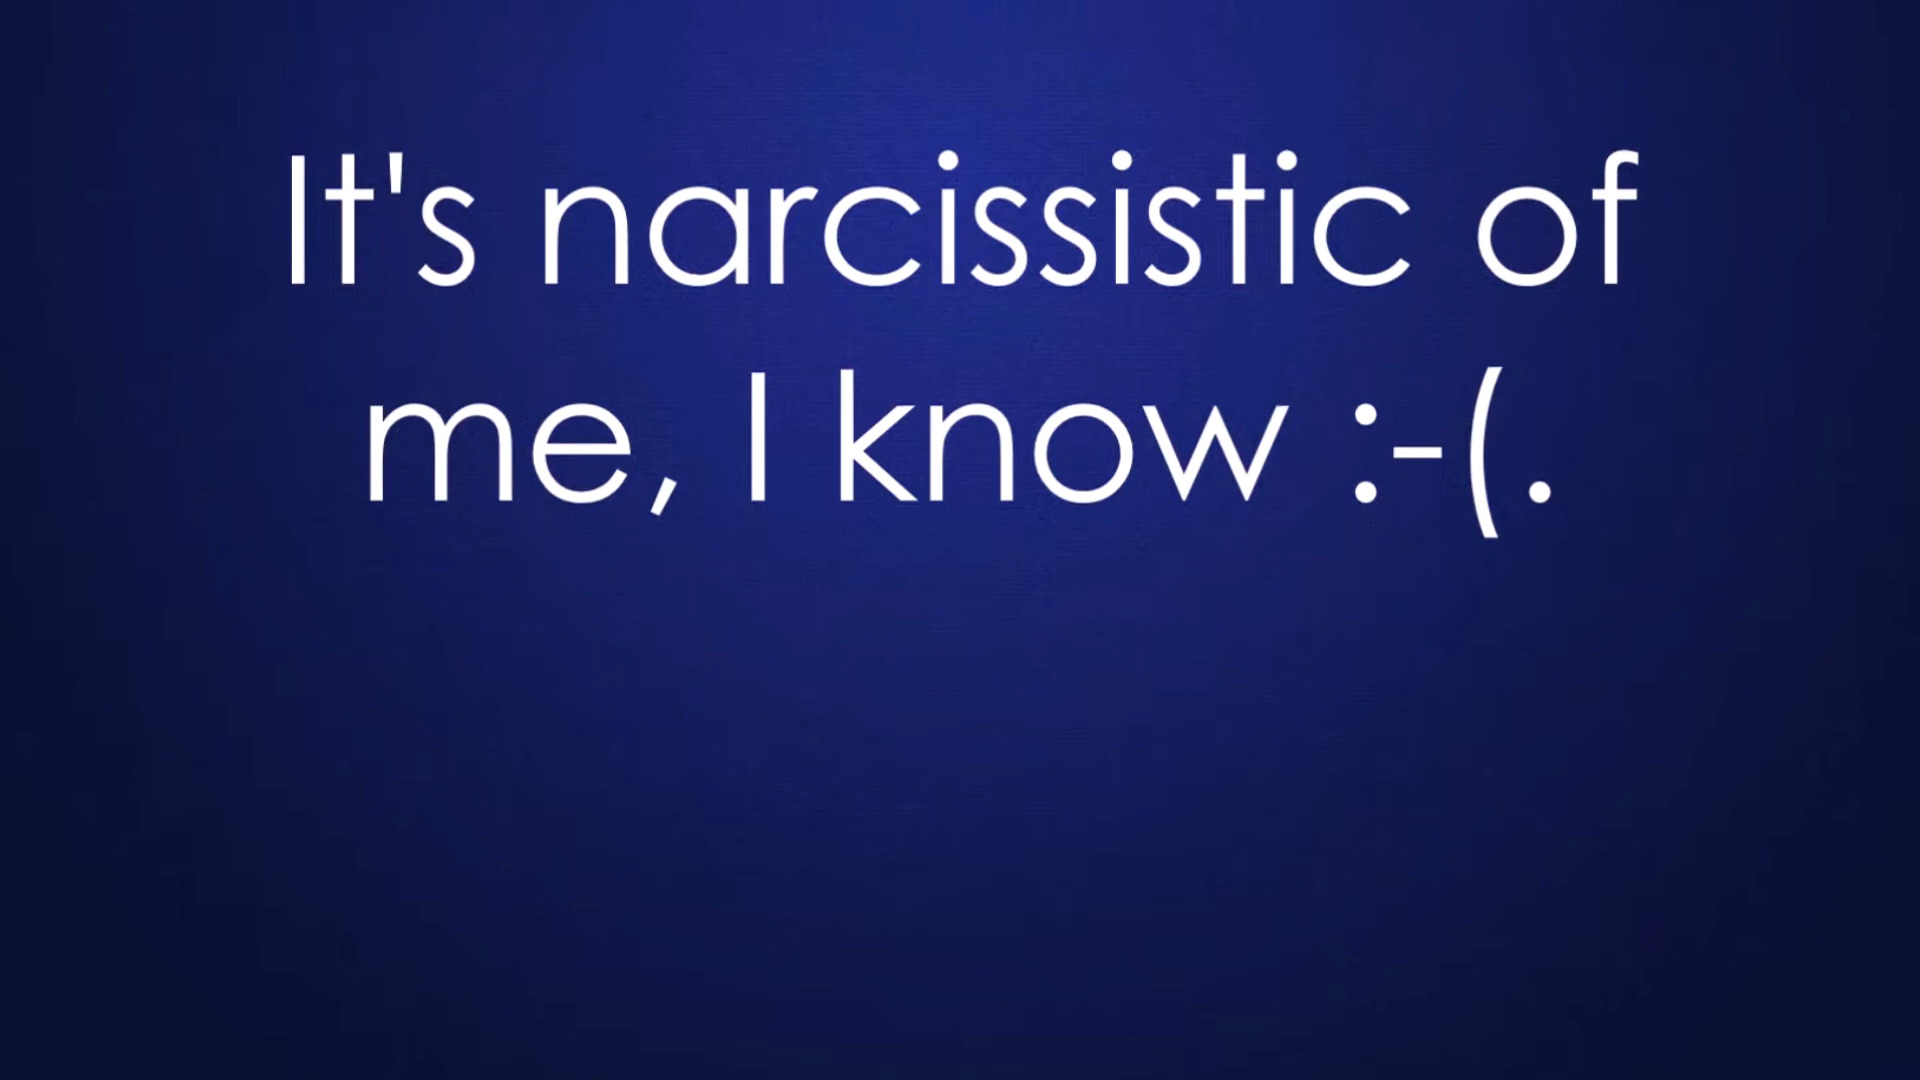 It's narcissistic of
me, I know :-(.